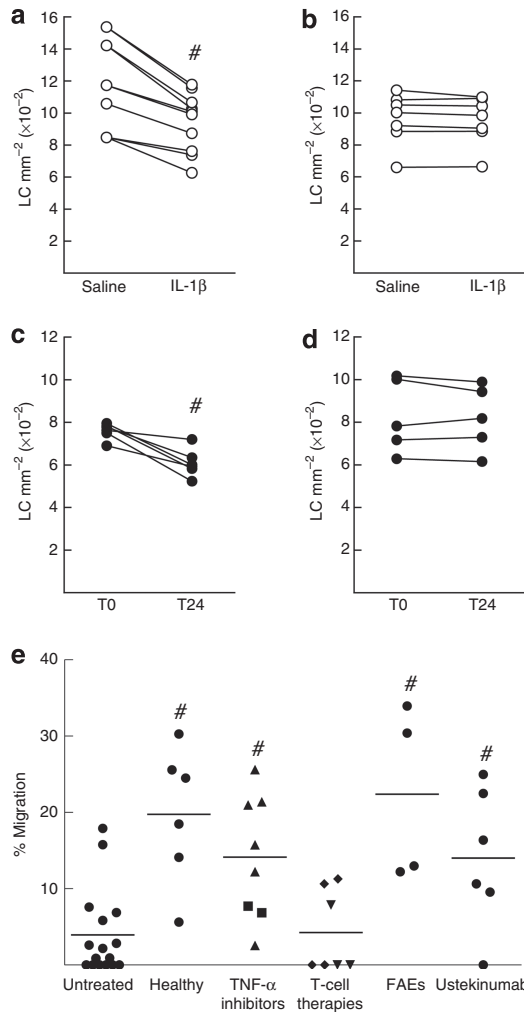 a
16
14
12
10
8
6
4
2
LC mm⁻² (×10⁻²)
#
Saline
IL-1β
b
16
14
12
10
8
6
4
2
LC mm⁻² (×10⁻²)
Saline
IL-1β
c
12
10
8
6
4
2
LC mm⁻² (×10⁻²)
#
T0
T24
d
12
10
8
6
4
2
LC mm⁻² (×10⁻²)
T0
T24
e
40
30
20
10
% Migration
#
#
#
#
Untreated
Healthy
TNF-α
inhibitors
T-cell
therapies
FAEs
Ustekinumab